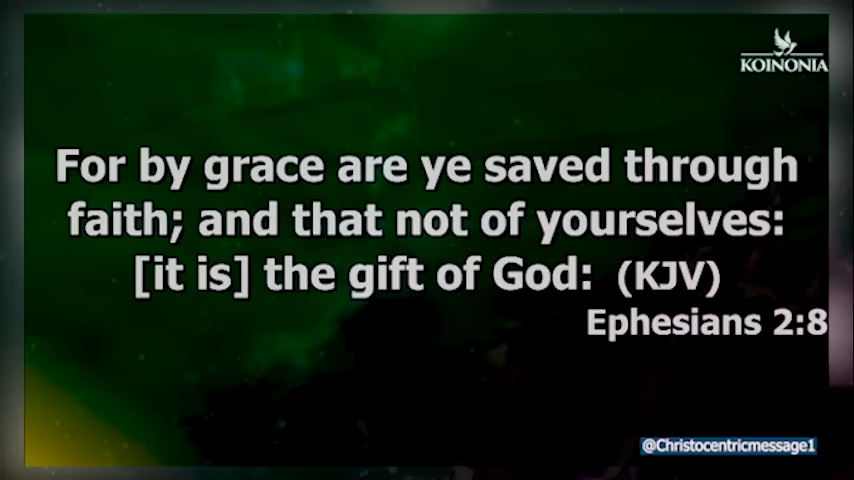 KOINONIA
For by grace are ye saved through
faith; and that not of yourselves:
[it is] the gift of God: (KJV)
Ephesians 2:8
@Christocentricmessage1